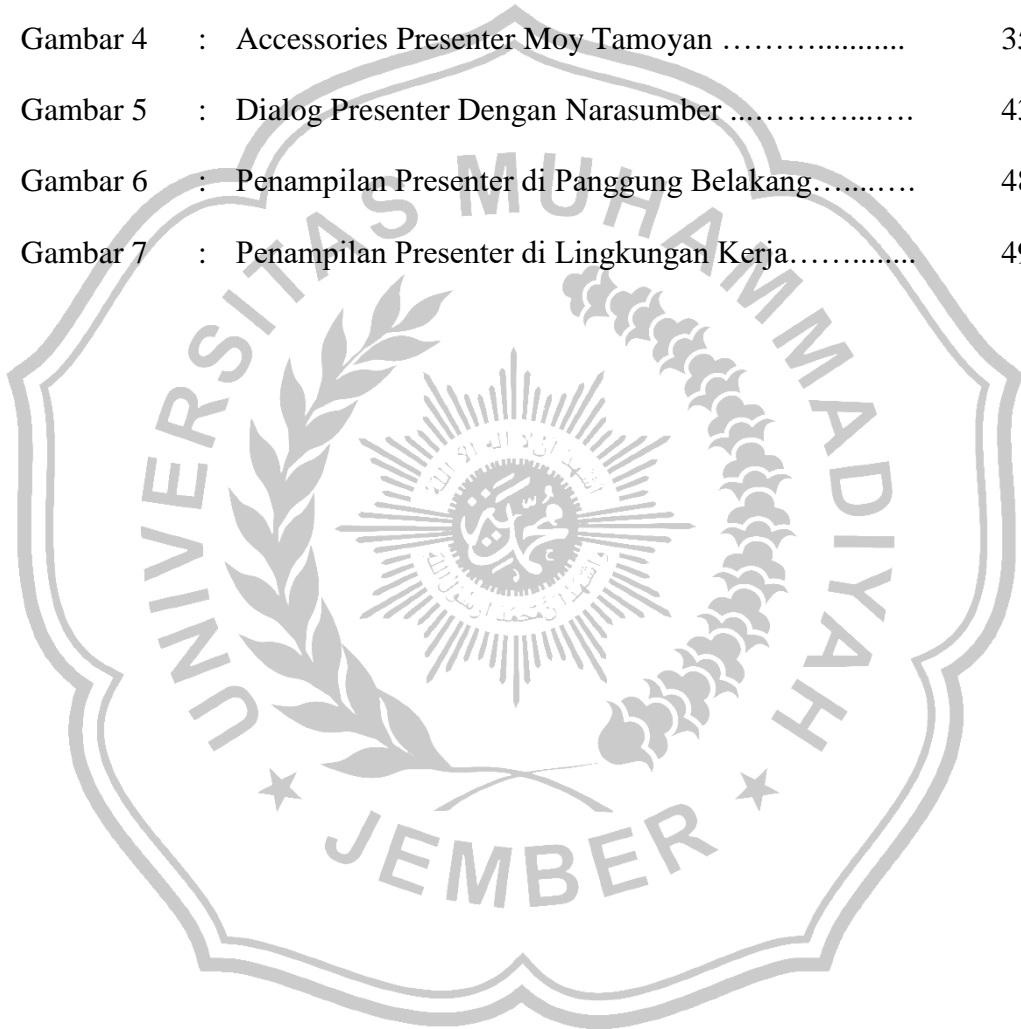 Gambar 4 : Accessories Presenter Moy Tamoyan ………...........
Gambar 5 : Dialog Presenter Dengan Narasumber ...………...….
Gambar 6 : Penampilan Presenter di Panggung Belakang…...….
Gambar 7 : Penampilan Presenter di Lingkungan Kerja……........
UNIVERSITAS MUHAMMADIYAH
JEMBER